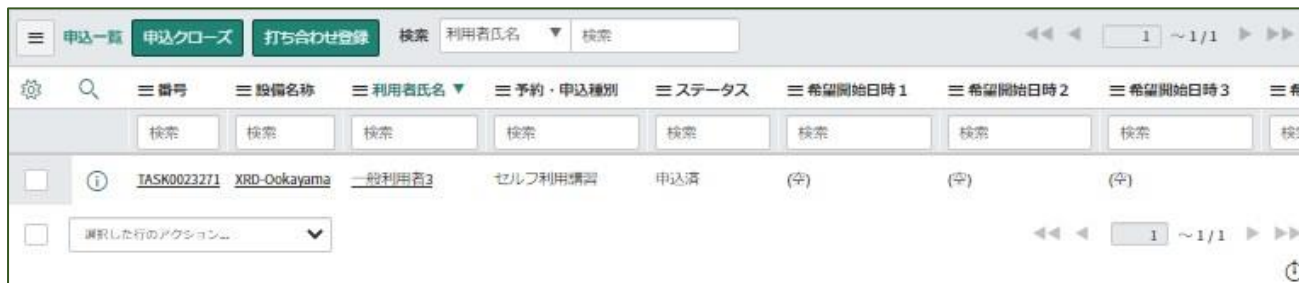 申込一覧 申込クローズ 打ち合わせ登録 検索 利用者氏名 ▼ 検索 1 ～1/1
番号 設備名称 利用者氏名 ▼ 予約・申込種別 ステータス 希望開始日時1 希望開始日時2 希望開始日時3 希
検索 検索 検索 検索 検索 検索 検索 検索
TASK0023271 XRD-Ookayama 一般利用者3 セルフ利用講習 申込済 (空) (空) (空)
選択した行のアクション... 1 ～1/1